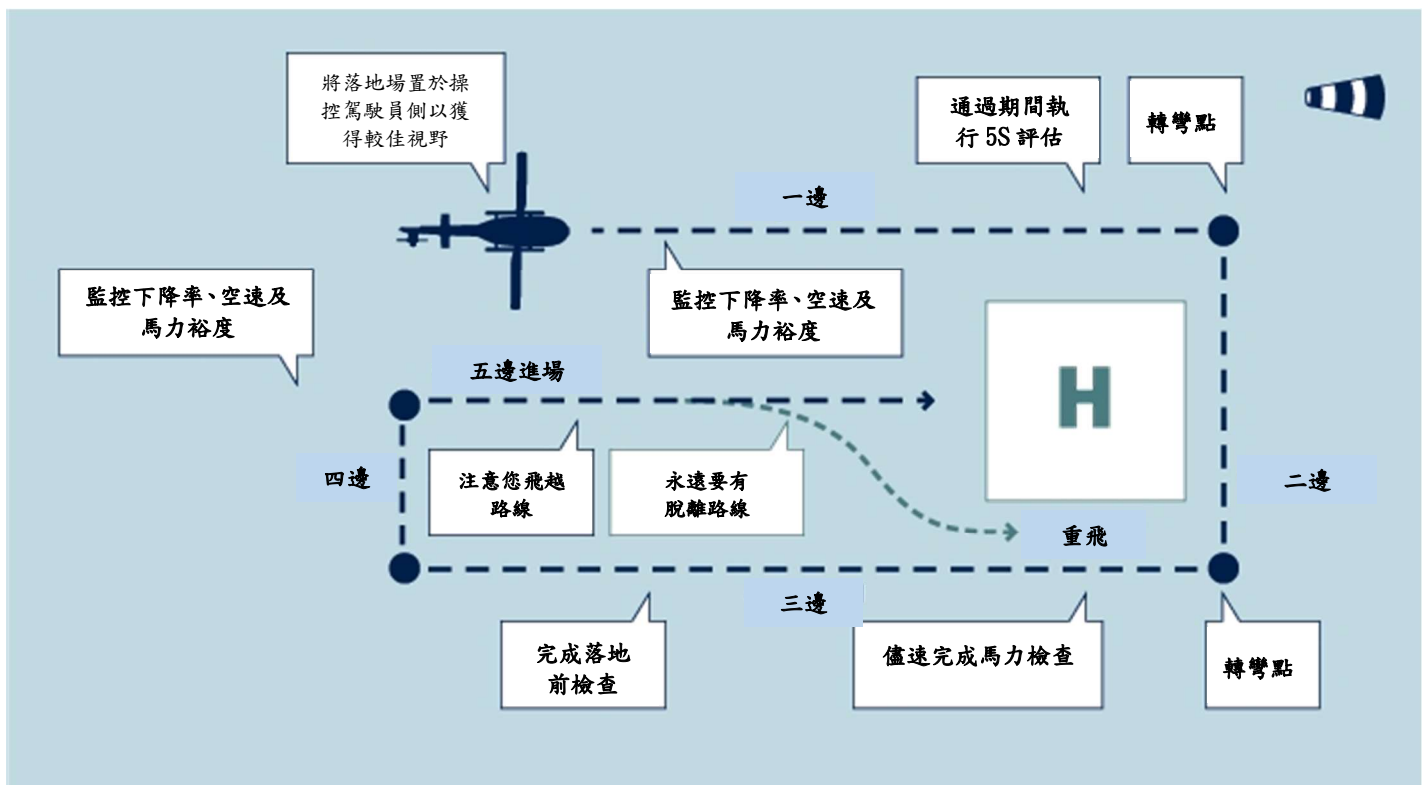 將落地場置於操
控駕駛員側以獲
得較佳視野
通過期間執
行 5S 評估
轉彎點
一邊
監控下降率、空速及
馬力裕度
監控下降率、空速及
馬力裕度
五邊進場
H
四邊
注意您飛越
路線
永遠要有
脫離路線
二邊
重飛
三邊
完成落地
前檢查
儘速完成馬力檢查
轉彎點